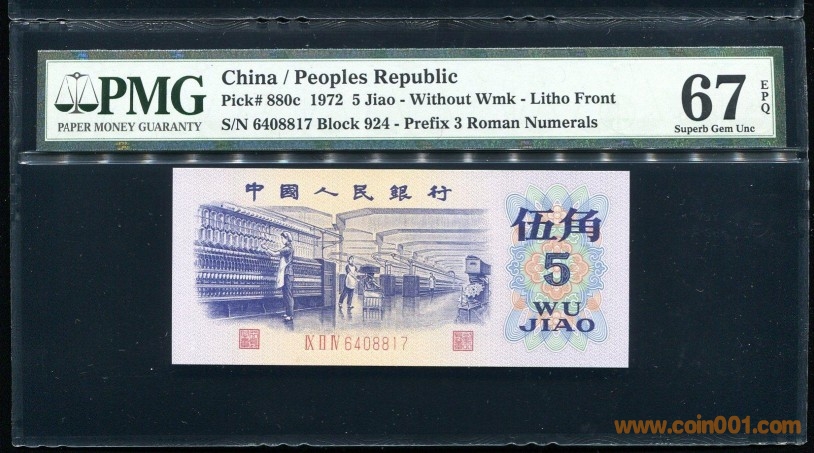 PMG
PAPER MONEY GUARANTY
China / Peoples Republic
Pick# 880c 1972 5 Jiao - Without Wmk - Litho Front
S/N 6408817 Block 924 - Prefix 3 Roman Numerals
67
EPQ
Superb Gem Unc
中國人民銀行
伍角
5
WU
JIAO
IX II IV 6408817
www.coin001.com